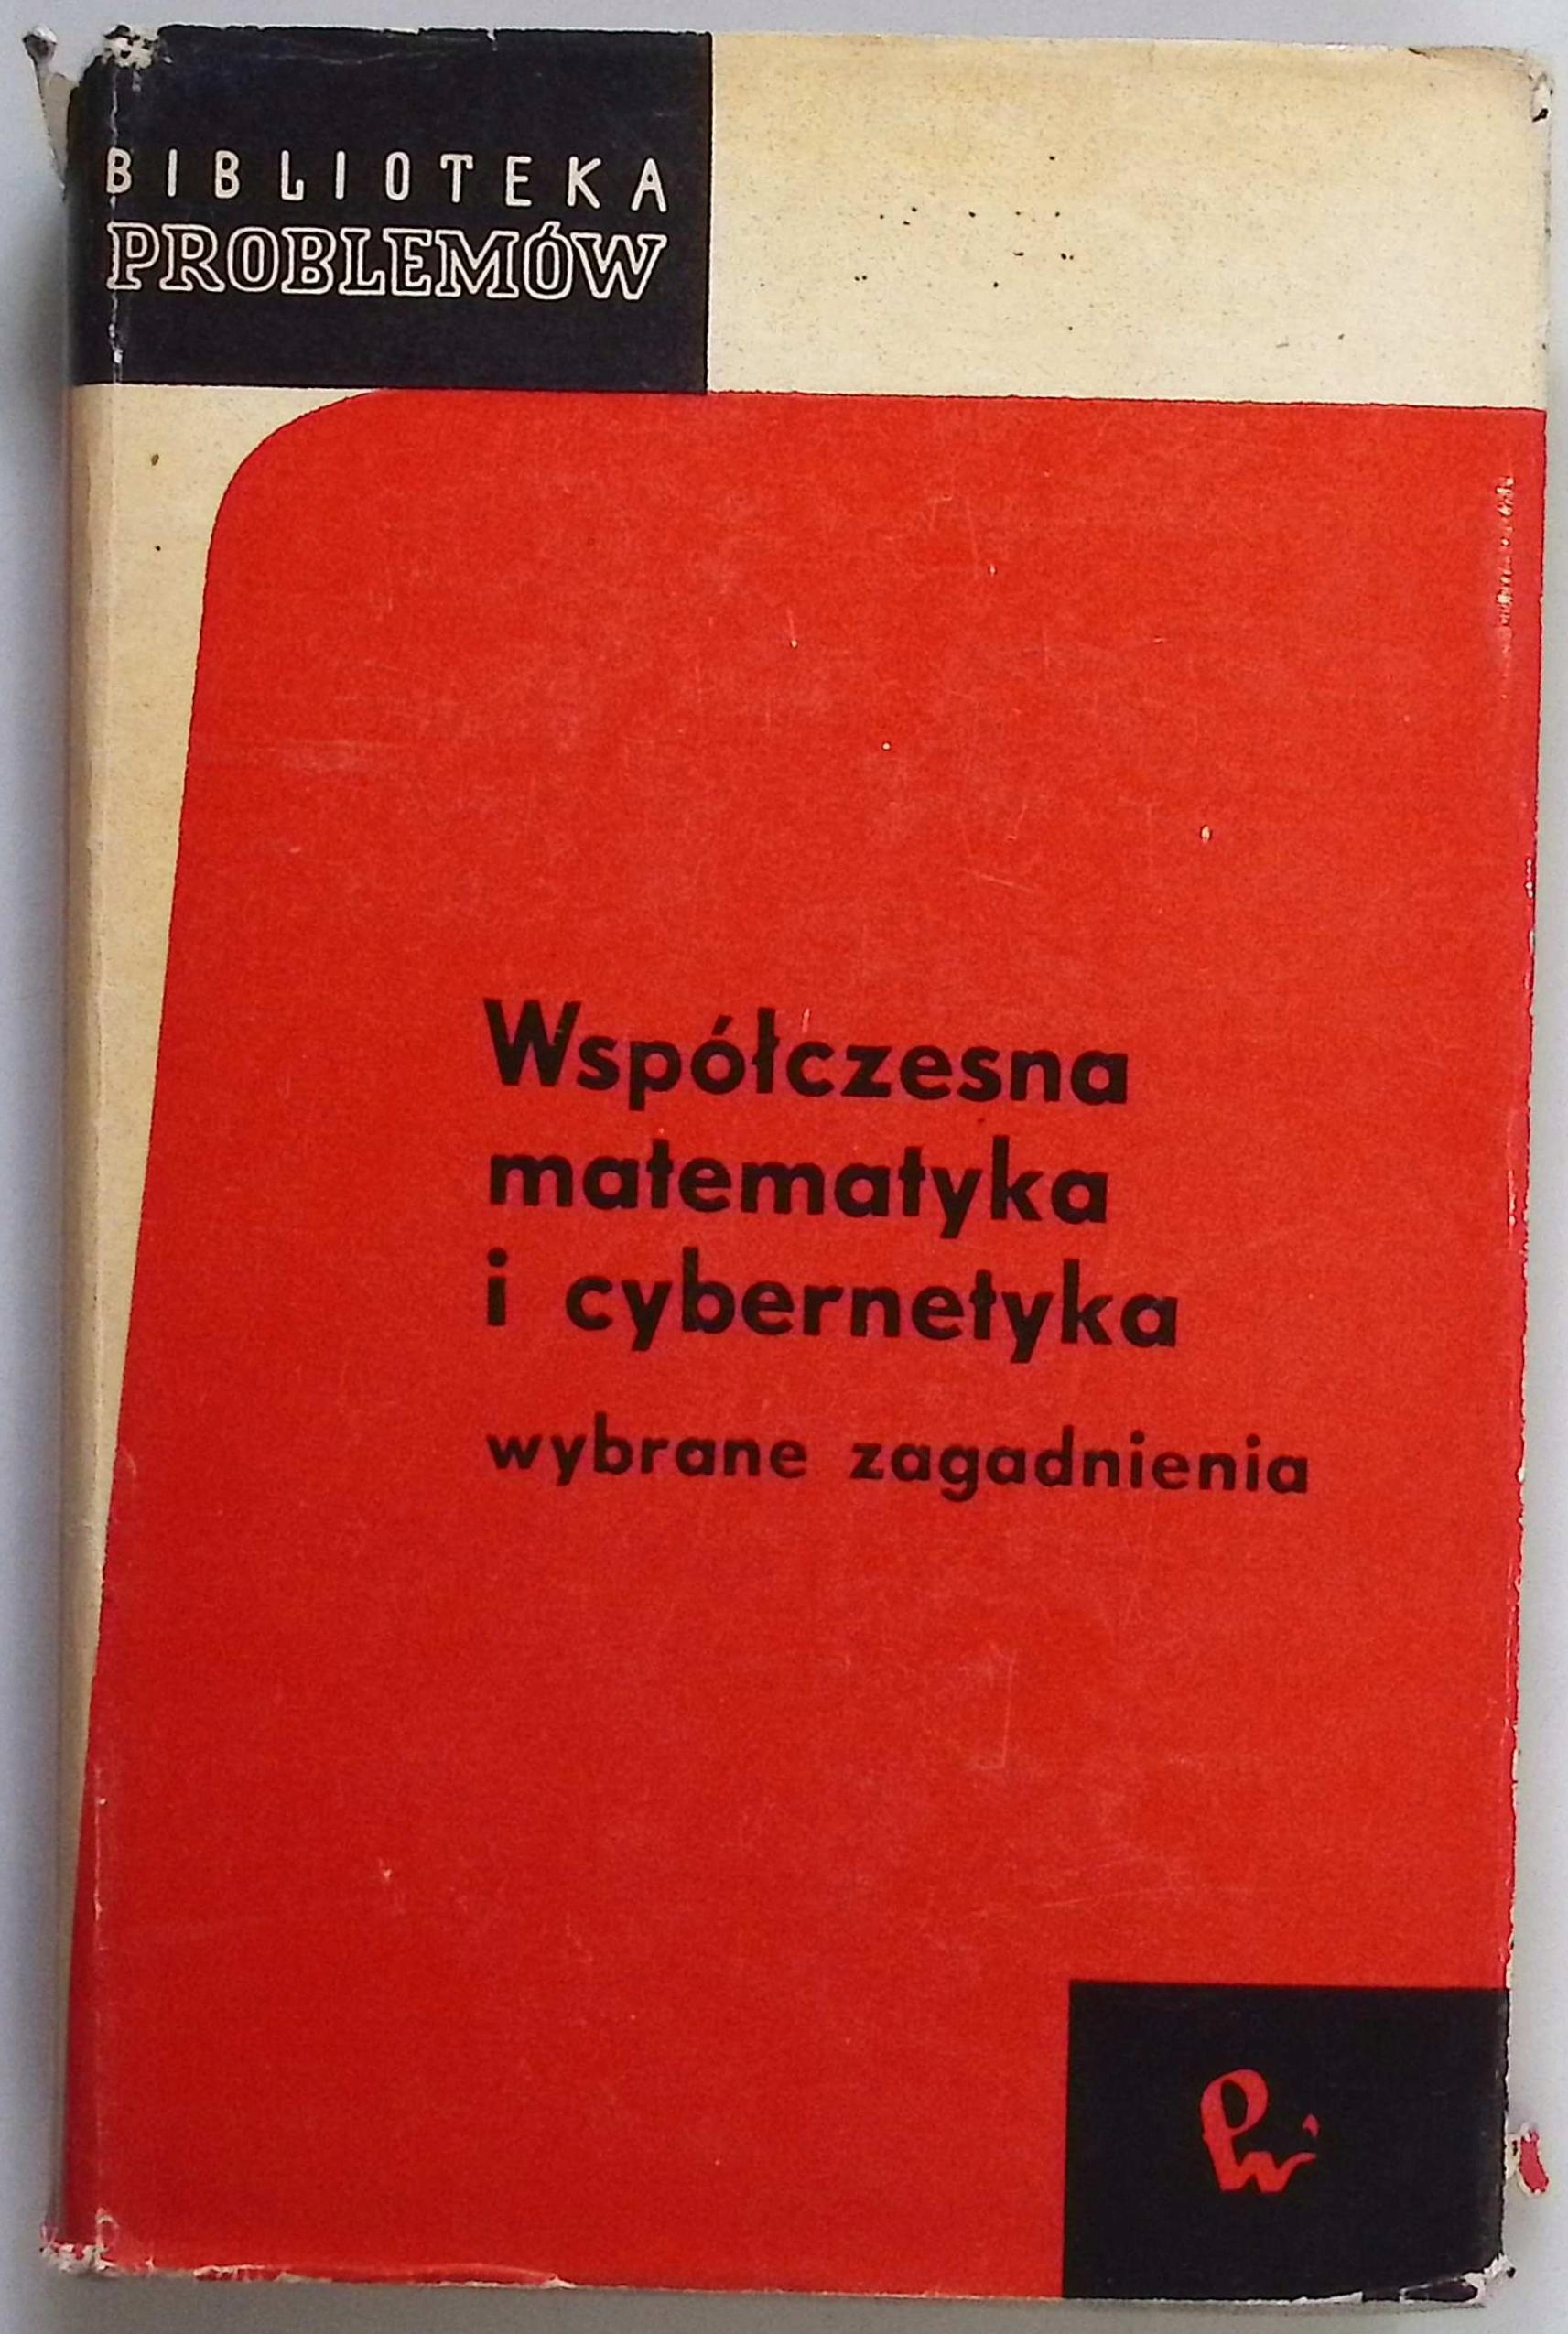 BIBLIOTEKA
PROBLEMÓW
Współczesna
matematyka
i cybernetyka
wybrane zagadnienia